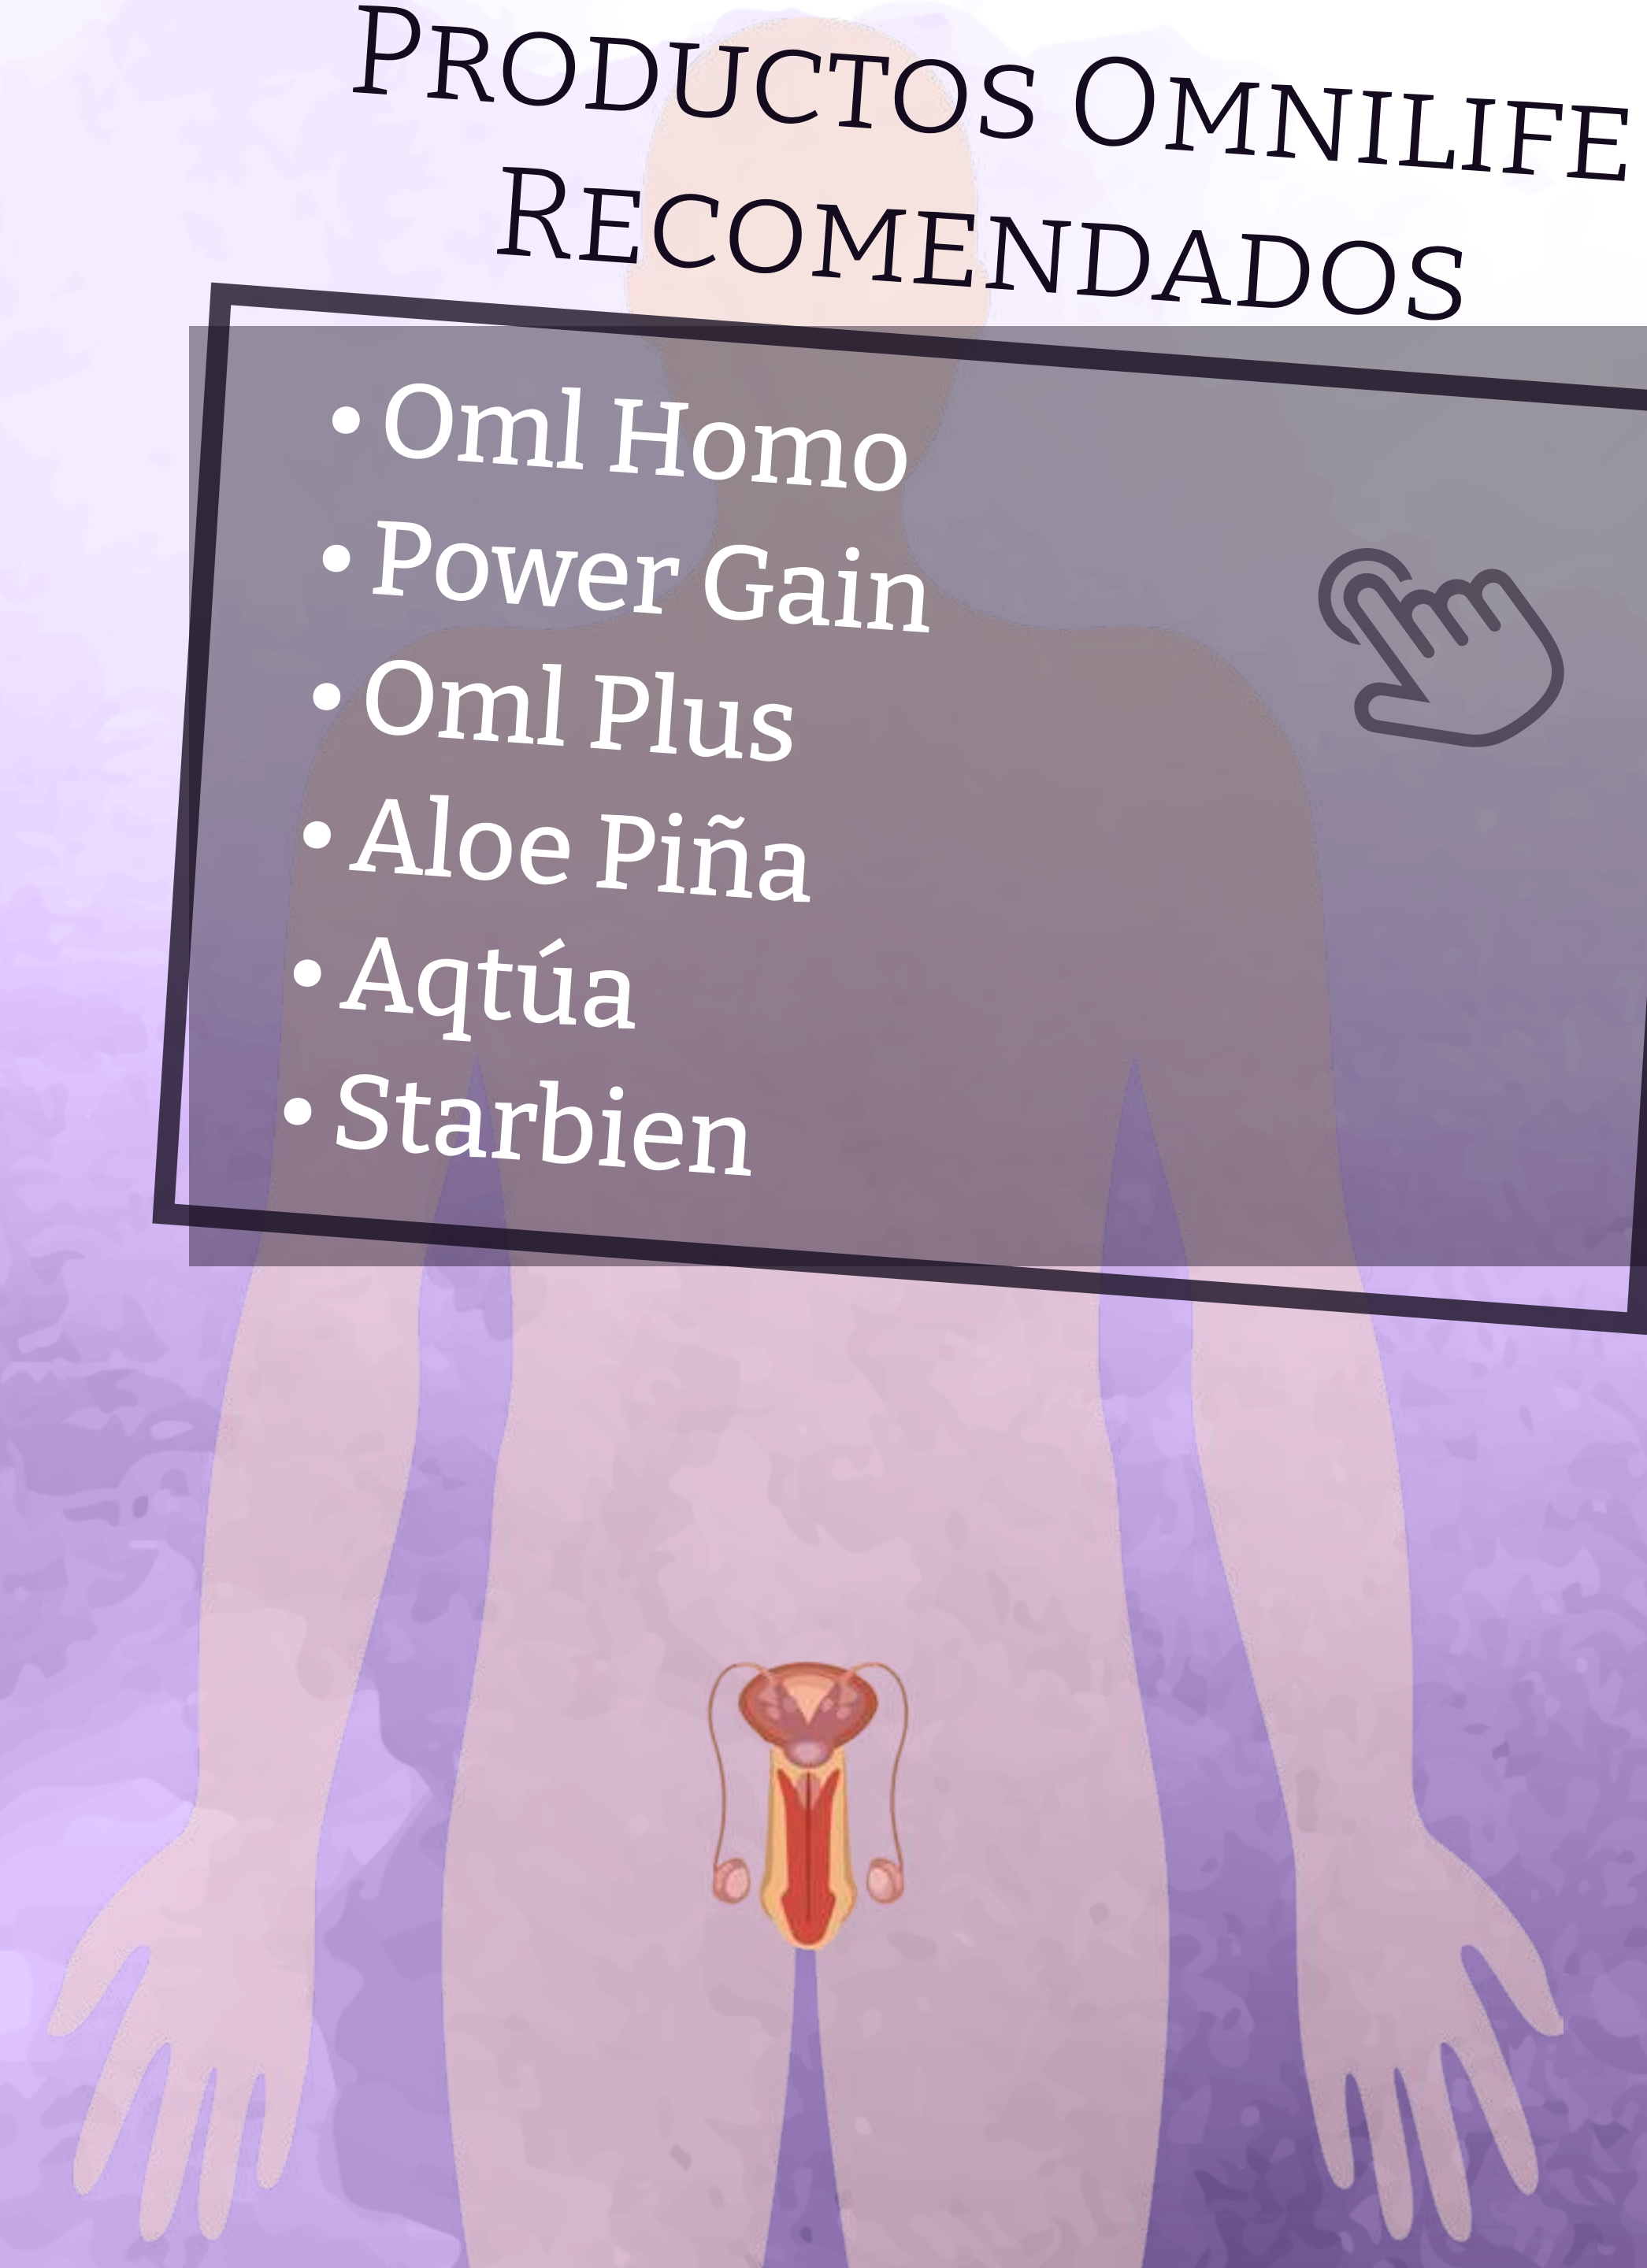 Productos Omnilife
Recomendados
• Oml Homo
• Power Gain
• Oml Plus
• Aloe Piña
• Aqtúa
• Starbien